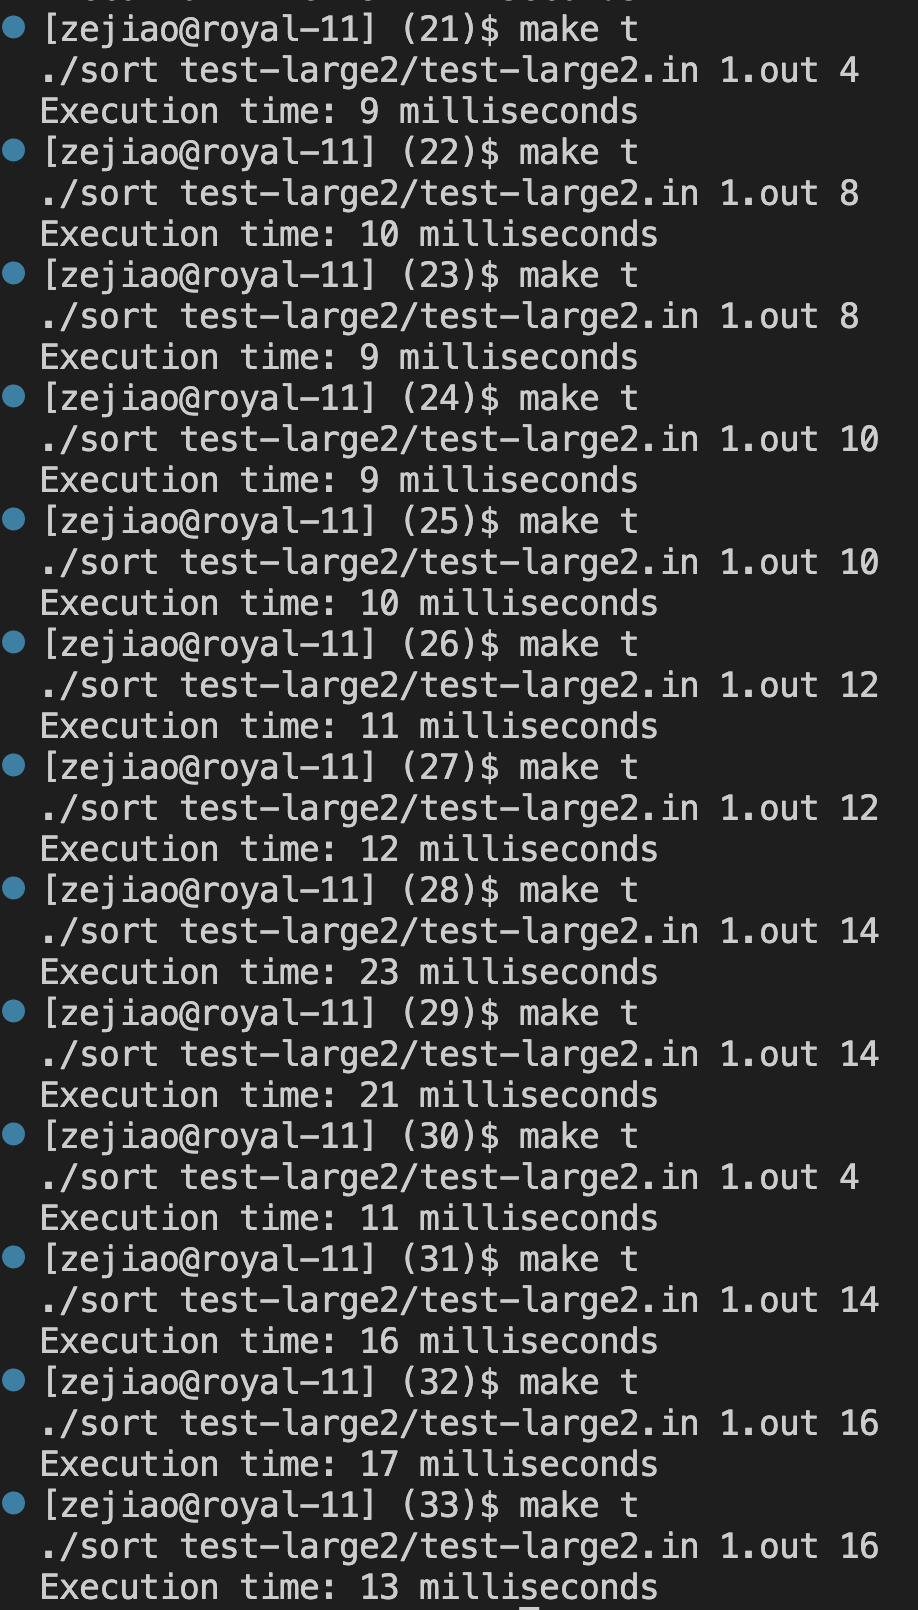 [zejiao@royal-11] (21)$ make t
./sort test-large2/test-large2.in 1.out 4
Execution time: 9 milliseconds
[zejiao@royal-11] (22)$ make t
./sort test-large2/test-large2.in 1.out 8
Execution time: 10 milliseconds
[zejiao@royal-11] (23)$ make t
./sort test-large2/test-large2.in 1.out 8
Execution time: 9 milliseconds
[zejiao@royal-11] (24)$ make t
./sort test-large2/test-large2.in 1.out 10
Execution time: 9 milliseconds
[zejiao@royal-11] (25)$ make t
./sort test-large2/test-large2.in 1.out 10
Execution time: 10 milliseconds
[zejiao@royal-11] (26)$ make t
./sort test-large2/test-large2.in 1.out 12
Execution time: 11 milliseconds
[zejiao@royal-11] (27)$ make t
./sort test-large2/test-large2.in 1.out 12
Execution time: 12 milliseconds
[zejiao@royal-11] (28)$ make t
./sort test-large2/test-large2.in 1.out 14
Execution time: 23 milliseconds
[zejiao@royal-11] (29)$ make t
./sort test-large2/test-large2.in 1.out 14
Execution time: 21 milliseconds
[zejiao@royal-11] (30)$ make t
./sort test-large2/test-large2.in 1.out 4
Execution time: 11 milliseconds
[zejiao@royal-11] (31)$ make t
./sort test-large2/test-large2.in 1.out 14
Execution time: 16 milliseconds
[zejiao@royal-11] (32)$ make t
./sort test-large2/test-large2.in 1.out 16
Execution time: 17 milliseconds
[zejiao@royal-11] (33)$ make t
./sort test-large2/test-large2.in 1.out 16
Execution time: 13 milliseconds